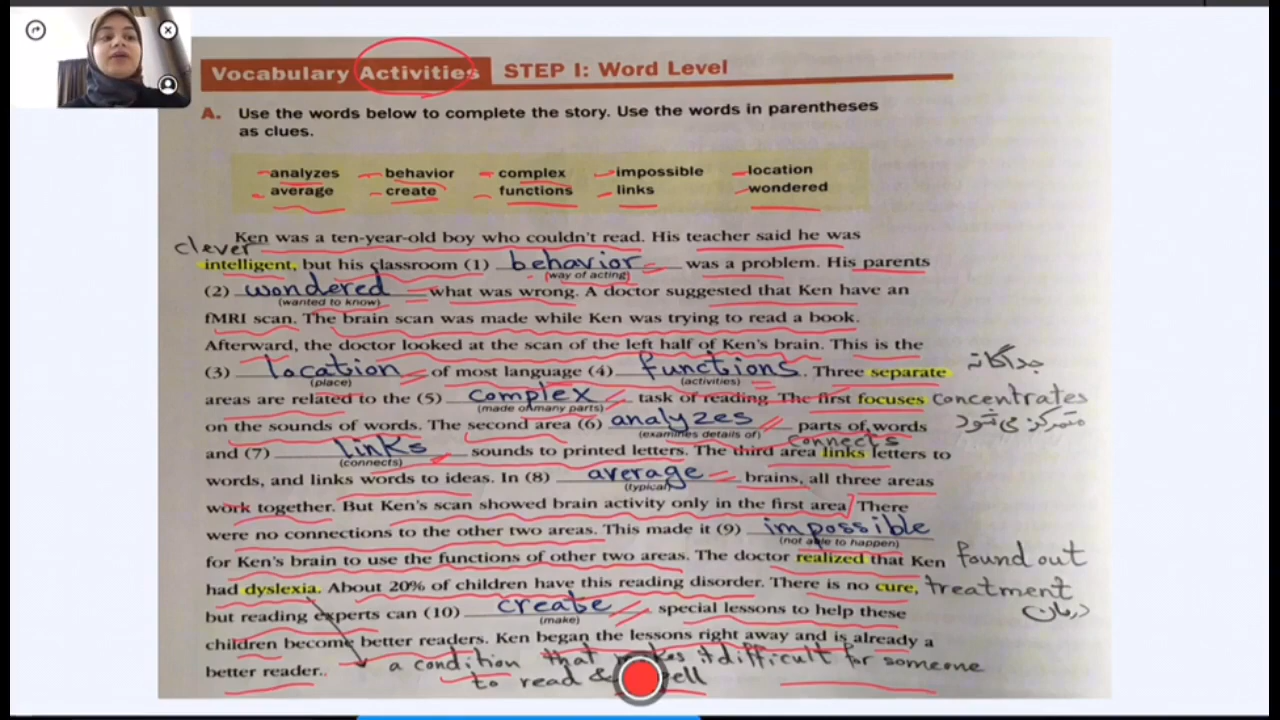 Vocabulary Activities STEP I: Word Level
A. Use the words below to complete the story. Use the words in parentheses
as clues.
analyzes behavior complex impossible location
average create functions links wondered
Ken was a ten-year-old boy who couldn't read. His teacher said he was
clever
intelligent, but his classroom (1) behavior was a problem. His parents
(way of acting)
(2) wondered what was wrong. A doctor suggested that Ken have an
(wanted to know)
fMRI scan. The brain scan was made while Ken was trying to read a book.
Afterward, the doctor looked at the scan of the left half of Ken's brain. This is the
(3) location of most language (4) functions. Three separate جداگانه
(place) (activities)
areas are related to the (5) complex task of reading. The first focuses concentrates
(made of many parts)
on the sounds of words. The second area (6) analyzes parts of words متمرکز می شود
(examines details of) connects
and (7) links sounds to printed letters. The third area links letters to
(connects)
words, and links words to ideas. In (8) average brains, all three areas
(typical)
work together. But Ken's scan showed brain activity only in the first area. There
were no connections to the other two areas. This made it (9) impossible
(not able to happen)
for Ken's brain to use the functions of other two areas. The doctor realized that Ken found out
had dyslexia. About 20% of children have this reading disorder. There is no cure, treatment
but reading experts can (10) create special lessons to help these درمان
(make)
children become better readers. Ken began the lessons right away and is already a
better reader. a condition that makes it difficult for someone
to read &